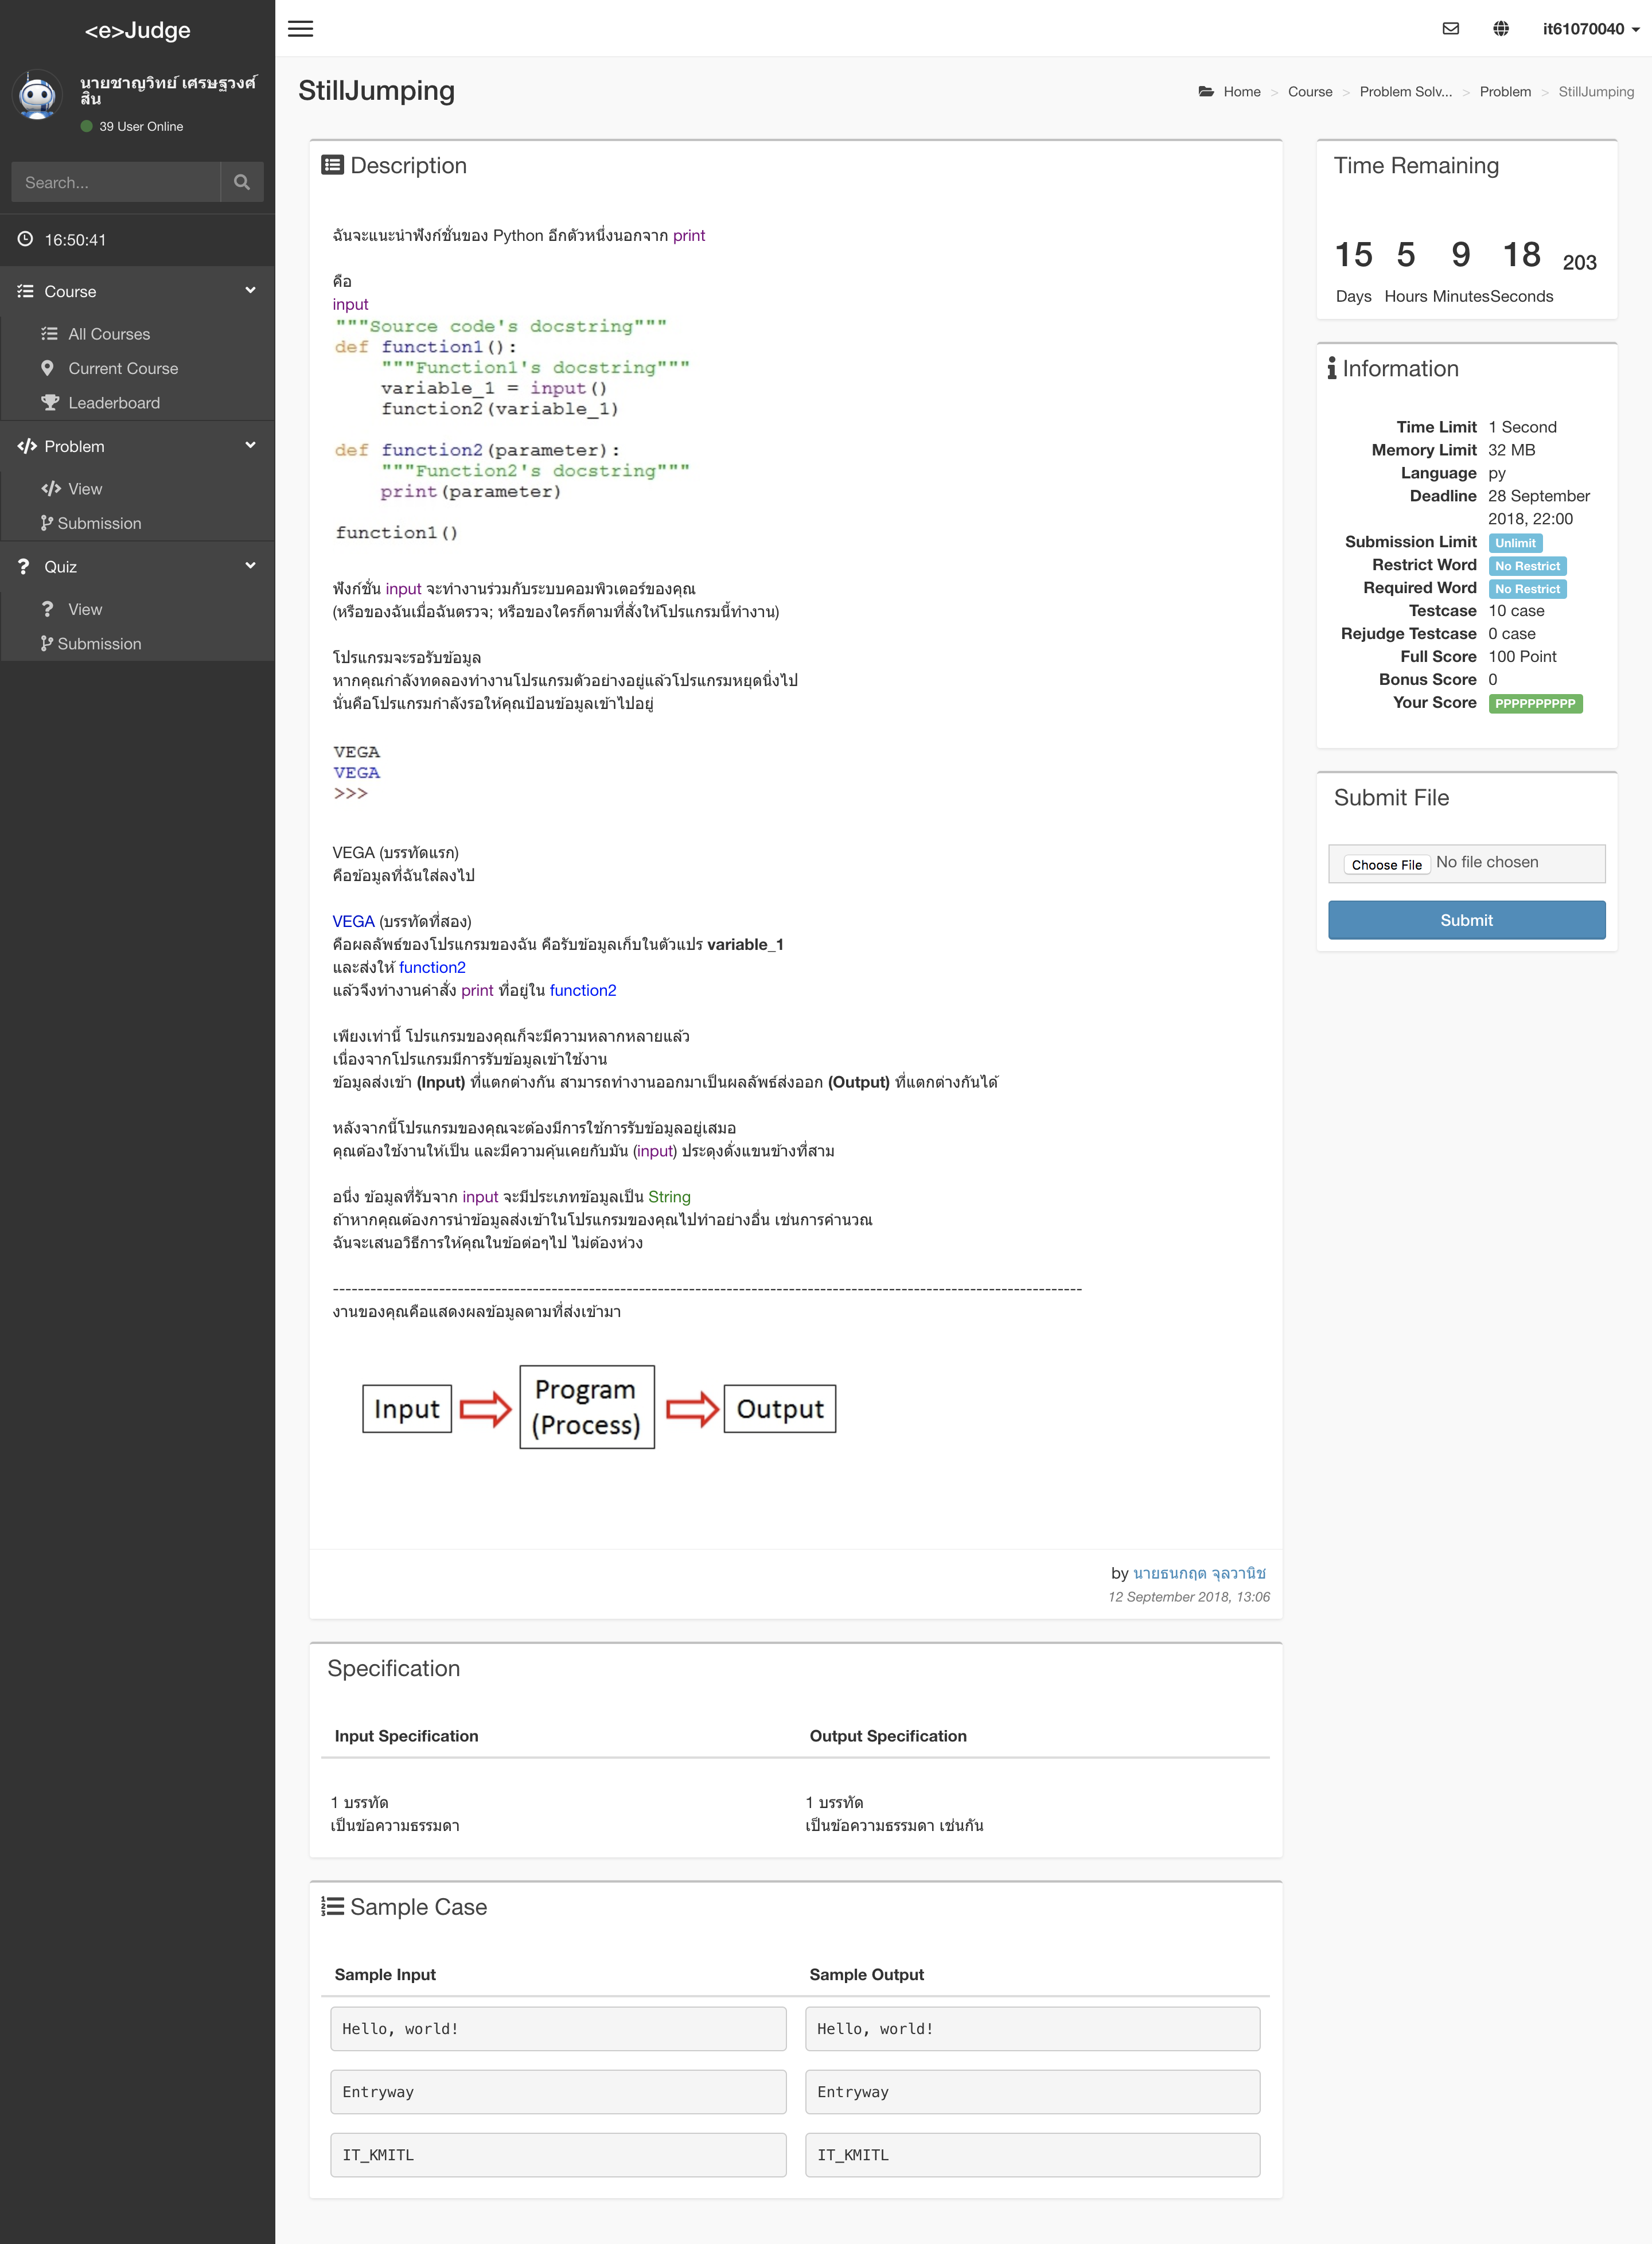 <e>Judge
นายชาญวิทย์ เศรษฐวงศ์
สิน
39 User Online
Search...
16:50:41
Course
All Courses
Current Course
Leaderboard
Problem
View
Submission
Quiz
View
Submission
it61070040
StillJumping
Home > Course > Problem Solv... > Problem > StillJumping
Description
ฉันจะแนะนำฟังก์ชั่นของ Python อีกตัวหนึ่งนอกจาก print
คือ
input
"""Source code's docstring"""
def function1():
    """Function1's docstring"""
    variable_1 = input()
    function2(variable_1)
def function2(parameter):
    """Function2's docstring"""
    print(parameter)
function1()
ฟังก์ชั่น input จะทำงานร่วมกับระบบคอมพิวเตอร์ของคุณ
(หรือของฉันเมื่อฉันตรวจ; หรือของใครก็ตามที่สั่งให้โปรแกรมนี้ทำงาน)
โปรแกรมจะรอรับข้อมูล
หากคุณกำลังทดลองทำงานโปรแกรมตัวอย่างอยู่แล้วโปรแกรมหยุดนิ่งไป
นั่นคือโปรแกรมกำลังรอให้คุณป้อนข้อมูลเข้าไปอยู่
VEGA
VEGA
>>>
VEGA (บรรทัดแรก)
คือข้อมูลที่ฉันใส่ลงไป
VEGA (บรรทัดที่สอง)
คือผลลัพธ์ของโปรแกรมของฉัน คือรับข้อมูลเก็บในตัวแปร variable_1
และส่งให้ function2
แล้วจึงทำงานคำสั่ง print ที่อยู่ใน function2
เพียงเท่านี้ โปรแกรมของคุณก็จะมีความหลากหลายแล้ว
เนื่องจากโปรแกรมมีการรับข้อมูลเข้าใช้งาน
ข้อมูลส่งเข้า (Input) ที่แตกต่างกัน สามารถทำงานออกมาเป็นผลลัพธ์ส่งออก (Output) ที่แตกต่างกันได้
หลังจากนี้โปรแกรมของคุณจะต้องมีการใช้การรับข้อมูลอยู่เสมอ
คุณต้องใช้งานให้เป็น และมีความคุ้นเคยกับมัน (input) ประดุงดั่งแขนข้างที่สาม
อนึ่ง ข้อมูลที่รับจาก input จะมีประเภทข้อมูลเป็น String
ถ้าหากคุณต้องการนำข้อมูลส่งเข้าในโปรแกรมของคุณไปทำอย่างอื่น เช่นการคำนวณ
ฉันจะเสนอวิธีการให้คุณในข้อต่อๆไป ไม่ต้องห่วง
------------------------------------------------------------------------------------------------------------------------
งานของคุณคือแสดงผลข้อมูลตามที่ส่งเข้ามา
Input
Program
(Process)
Output
by นายธนกฤต จุลวานิช
12 September 2018, 13:06
Specification
Input Specification
Output Specification
1 บรรทัด
เป็นข้อความธรรมดา
1 บรรทัด
เป็นข้อความธรรมดา เช่นกัน
Sample Case
Sample Input
Sample Output
Hello, world!
Hello, world!
Entryway
Entryway
IT_KMITL
IT_KMITL
Time Remaining
15 5 9 18 203
Days Hours Minutes Seconds
Information
Time Limit 1 Second
Memory Limit 32 MB
Language py
Deadline 28 September
2018, 22:00
Submission Limit Unlimit
Restrict Word No Restrict
Required Word No Restrict
Testcase 10 case
Rejudge Testcase 0 case
Full Score 100 Point
Bonus Score 0
Your Score PPPPPPPPPP
Submit File
Choose File No file chosen
Submit